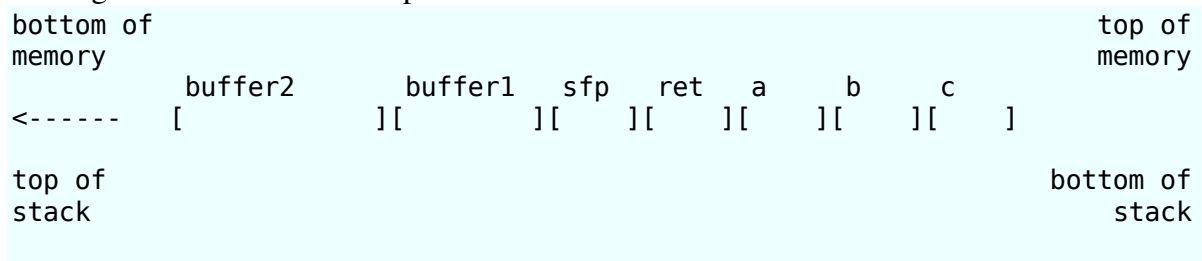 bottom of                                                            top of
memory                                                               memory
           buffer2       buffer1   sfp   ret   a     b     c
<------   [            ][        ][    ][    ][    ][    ][    ]
top of                                                            bottom of
stack                                                                 stack